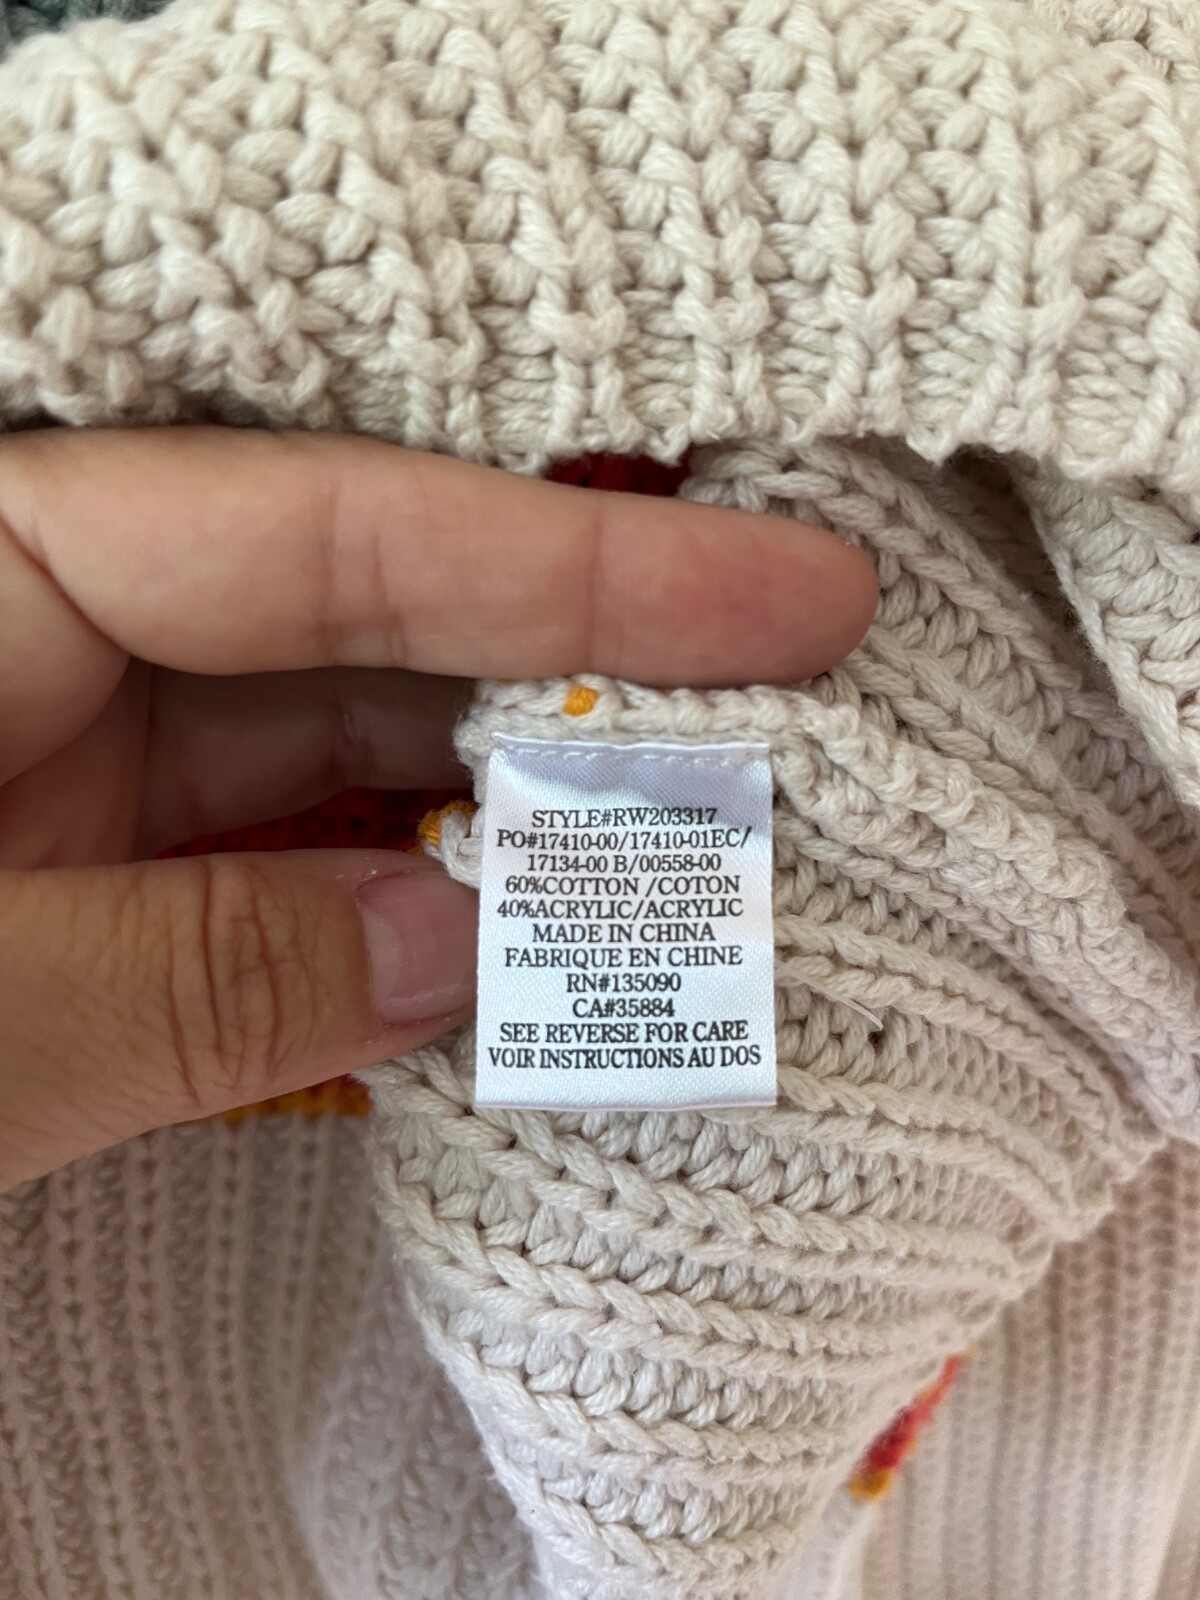 STYLE#RW203317
PO#17410-00/17410-01EC/
17134-00 B/00558-00
60%COTTON /COTON
40%ACRYLIC/ACRYLIC
MADE IN CHINA
FABRIQUE EN CHINE
RN#135090
CA#35884
SEE REVERSE FOR CARE
VOIR INSTRUCTIONS AU DOS